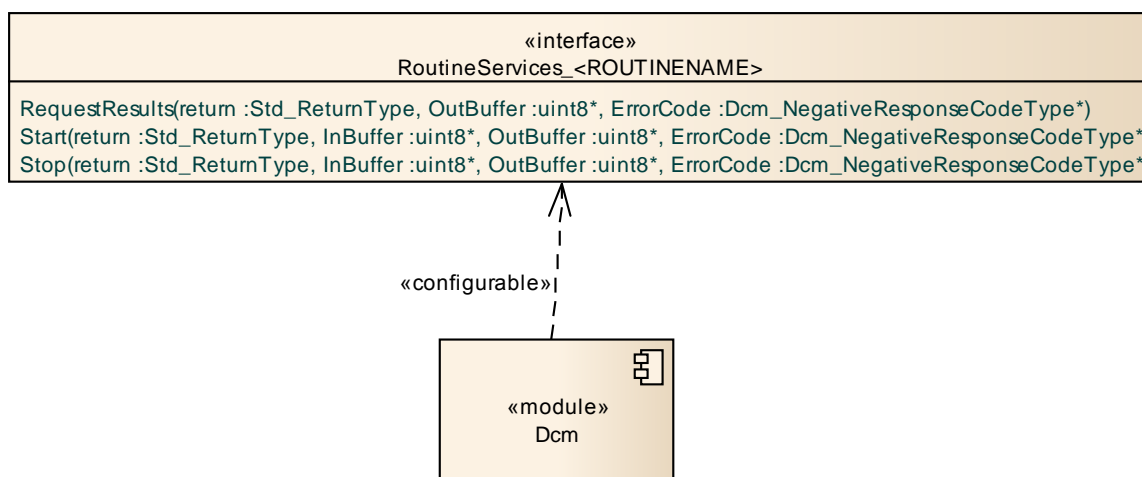 «interface»
RoutineServices_<ROUTINENAME>
RequestResults(return :Std_ReturnType, OutBuffer :uint8*, ErrorCode :Dcm_NegativeResponseCodeType*)
Start(return :Std_ReturnType, InBuffer :uint8*, OutBuffer :uint8*, ErrorCode :Dcm_NegativeResponseCodeType*
Stop(return :Std_ReturnType, InBuffer :uint8*, OutBuffer :uint8*, ErrorCode :Dcm_NegativeResponseCodeType*
«configurable»
«module»
Dcm